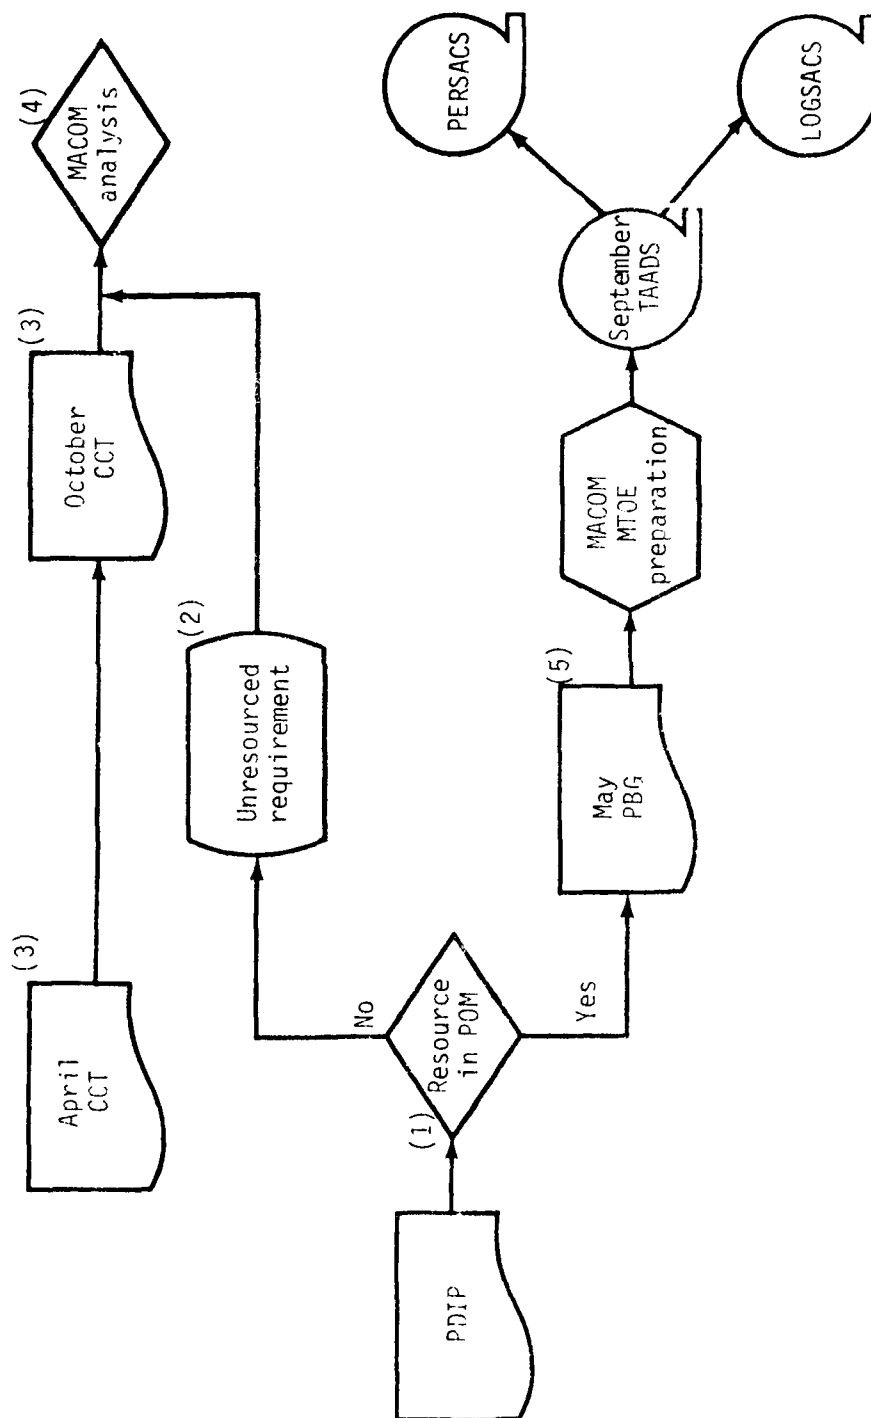 April
CCT
(3)
October
CCT
(3)
MACOM
analysis
(4)
Unresourced
requirement
(2)
PDIP
(1)
Resource
in POM
No
Yes
May
PBG
(5)
MACOM
MTOE
preparation
September
TAADS
PERSACS
LOGSACS